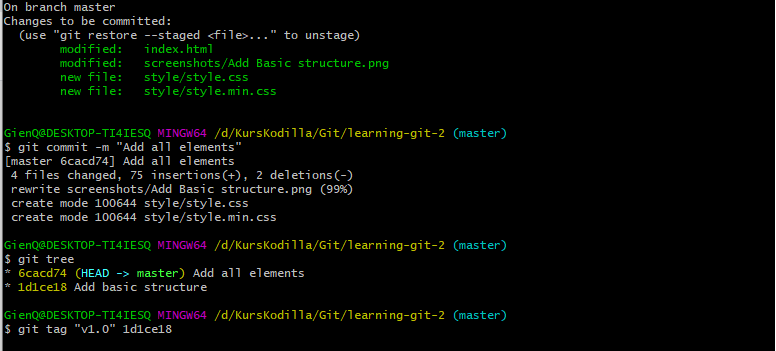 On branch master
Changes to be committed:
  (use "git restore --staged <file>..." to unstage)
        modified:   index.html
        modified:   screenshots/Add Basic structure.png
        new file:   style/style.css
        new file:   style/style.min.css
GienQ@DESKTOP-TI4IESQ MINGW64 /d/KursKodilla/Git/learning-git-2 (master)
$ git commit -m "Add all elements"
[master 6cacd74] Add all elements
 4 files changed, 75 insertions(+), 2 deletions(-)
 rewrite screenshots/Add Basic structure.png (99%)
 create mode 100644 style/style.css
 create mode 100644 style/style.min.css
GienQ@DESKTOP-TI4IESQ MINGW64 /d/KursKodilla/Git/learning-git-2 (master)
$ git tree
* 6cacd74 (HEAD -> master) Add all elements
* 1d1ce18 Add basic structure
GienQ@DESKTOP-TI4IESQ MINGW64 /d/KursKodilla/Git/learning-git-2 (master)
$ git tag "v1.0" 1d1ce18